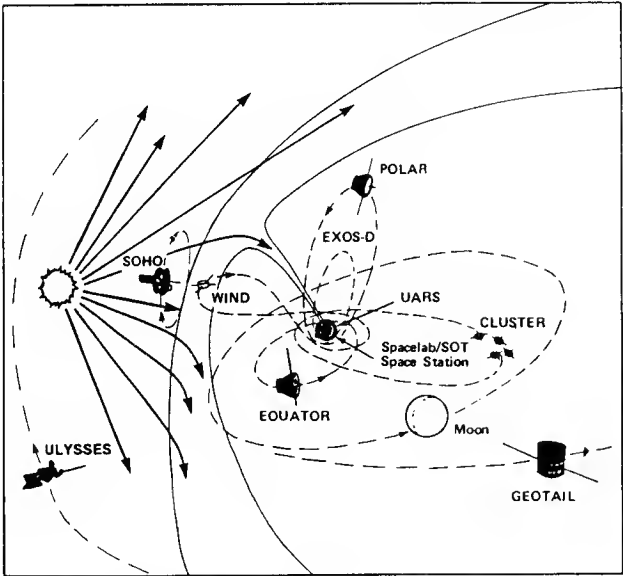 POLAR
EXOS-D
SOHO
WIND
UARS
CLUSTER
Spacelab/SOT
Space Station
EQUATOR
Moon
ULYSSES
GEOTAIL